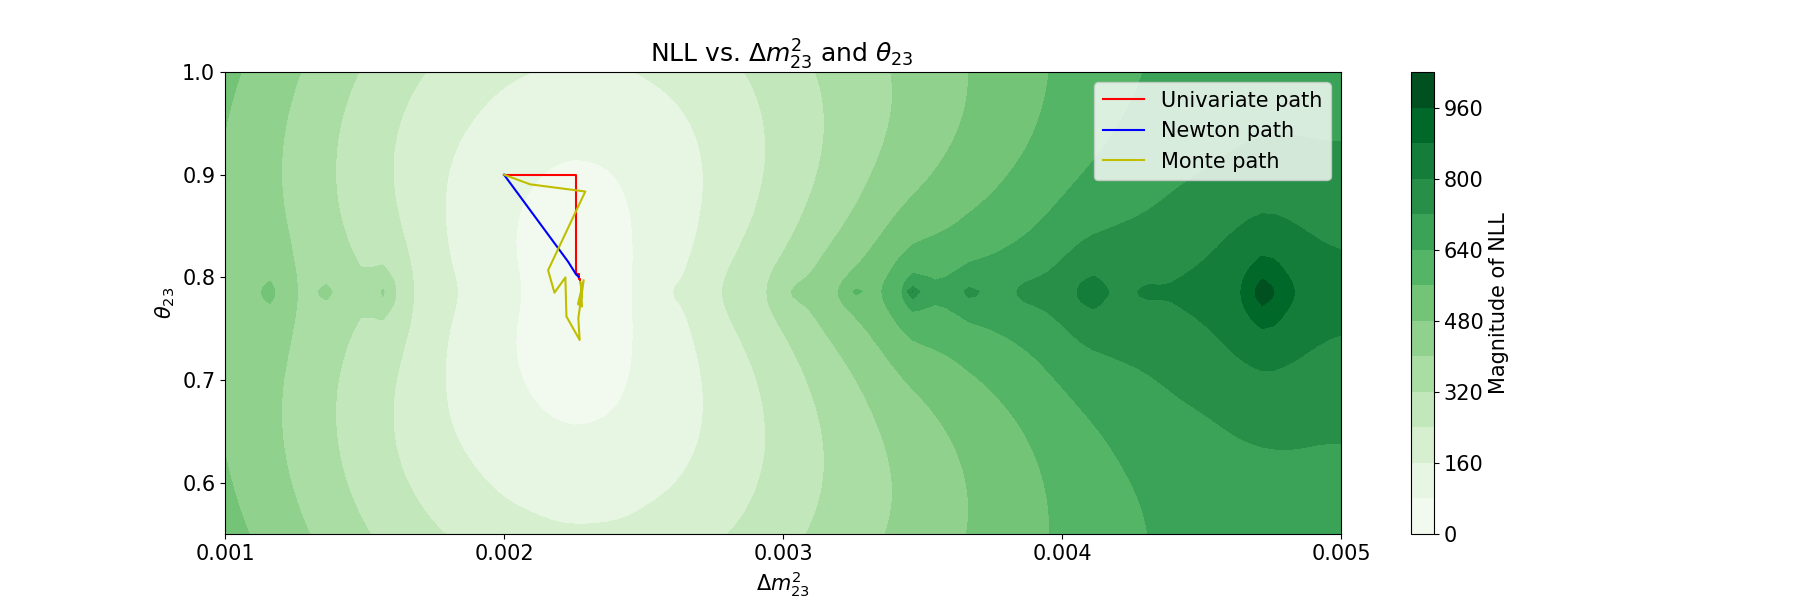 NLL vs. Δm²₂₃ and θ₂₃
1.0
0.9
0.8
0.7
0.6
θ₂₃
0.001
0.002
0.003
0.004
0.005
Δm²₂₃
Univariate path
Newton path
Monte path
960
800
640
480
320
160
0
Magnitude of NLL